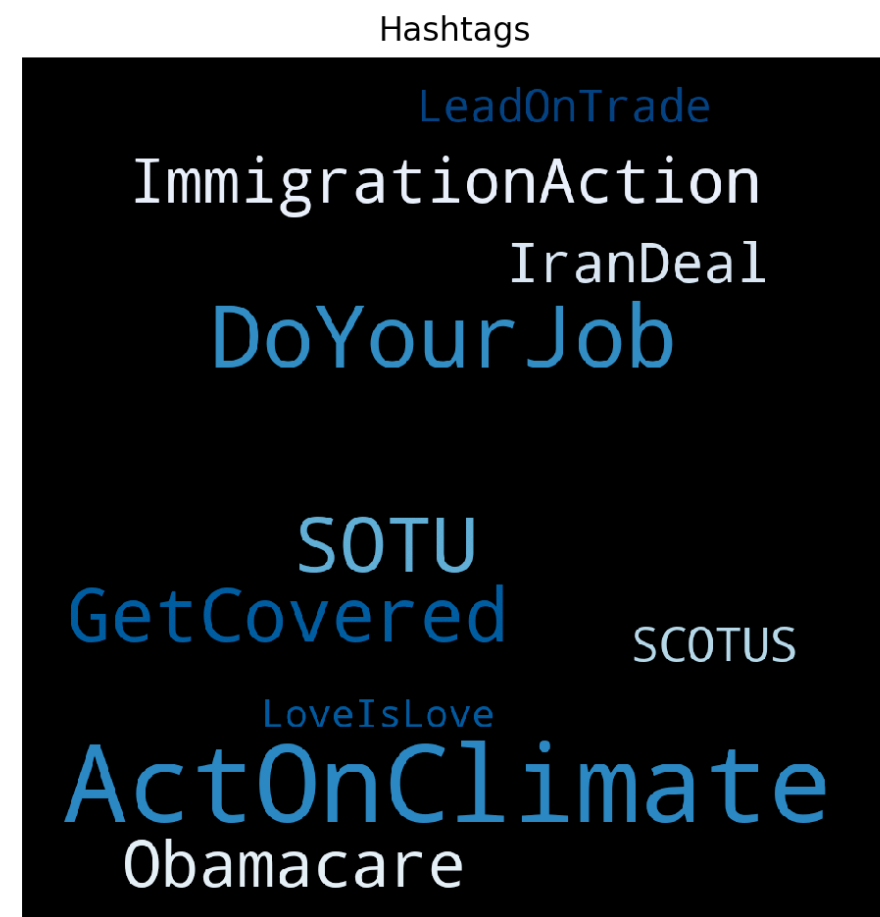 Hashtags
LeadOnTrade
ImmigrationAction
IranDeal
DoYourJob
SOTU
GetCovered
SCOTUS
LoveIsLove
ActOnClimate
Obamacare